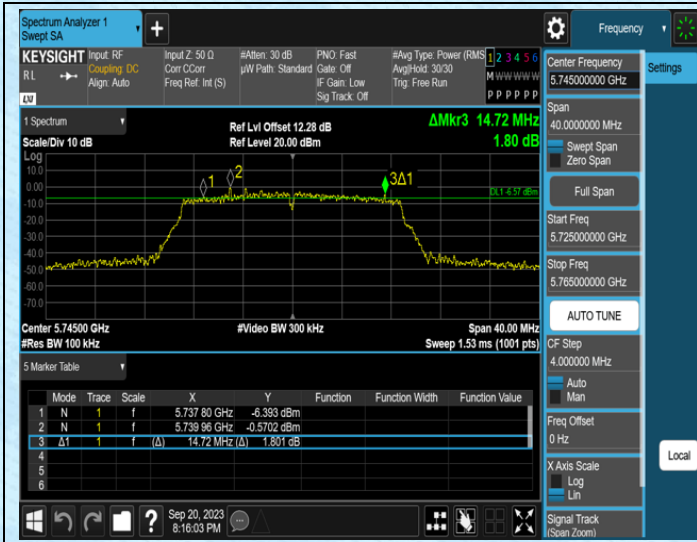 Spectrum Analyzer 1
Swept SA
Frequency
KEYSIGHT Input: RF Input Z: 50 Ω #Atten: 30 dB PNO: Fast #Avg Type: Power (RMS 1 2 3 4 5 6
RL Coupling: DC Corr CCorr µW Path: Standard Gate: Off Avg|Hold: 30/30 M W W W W W
Align: Auto Freq Ref: Int (S) IF Gain: Low Trig: Free Run
Sig Track: Off P P P P P P
LXI
Center Frequency
5.745000000 GHz
Settings
Span
40.0000000 MHz
Swept Span
Zero Span
Full Span
Start Freq
5.725000000 GHz
Stop Freq
5.765000000 GHz
AUTO TUNE
CF Step
4.000000 MHz
Auto
Man
Freq Offset
0 Hz
X Axis Scale
Log
Lin
Signal Track
(Span Zoom)
Local
1 Spectrum
Scale/Div 10 dB
Ref Lvl Offset 12.28 dB
Ref Level 20.00 dBm
ΔMkr3 14.72 MHz
1.80 dB
Log
10.0
0.00
-10.0
-20.0
-30.0
-40.0
-50.0
-60.0
-70.0
1
2
3Δ1
DL1 -6.57 dBm
Center 5.74500 GHz #Video BW 300 kHz Span 40.00 MHz
#Res BW 100 kHz Sweep 1.53 ms (1001 pts)
5 Marker Table
Mode Trace Scale X Y Function Function Width Function Value
1 N 1 f 5.737 80 GHz -6.393 dBm
2 N 1 f 5.739 96 GHz -0.5702 dBm
3 Δ1 1 f (Δ) 14.72 MHz (Δ) 1.801 dB
4
5
6
?
Sep 20, 2023
8:16:03 PM